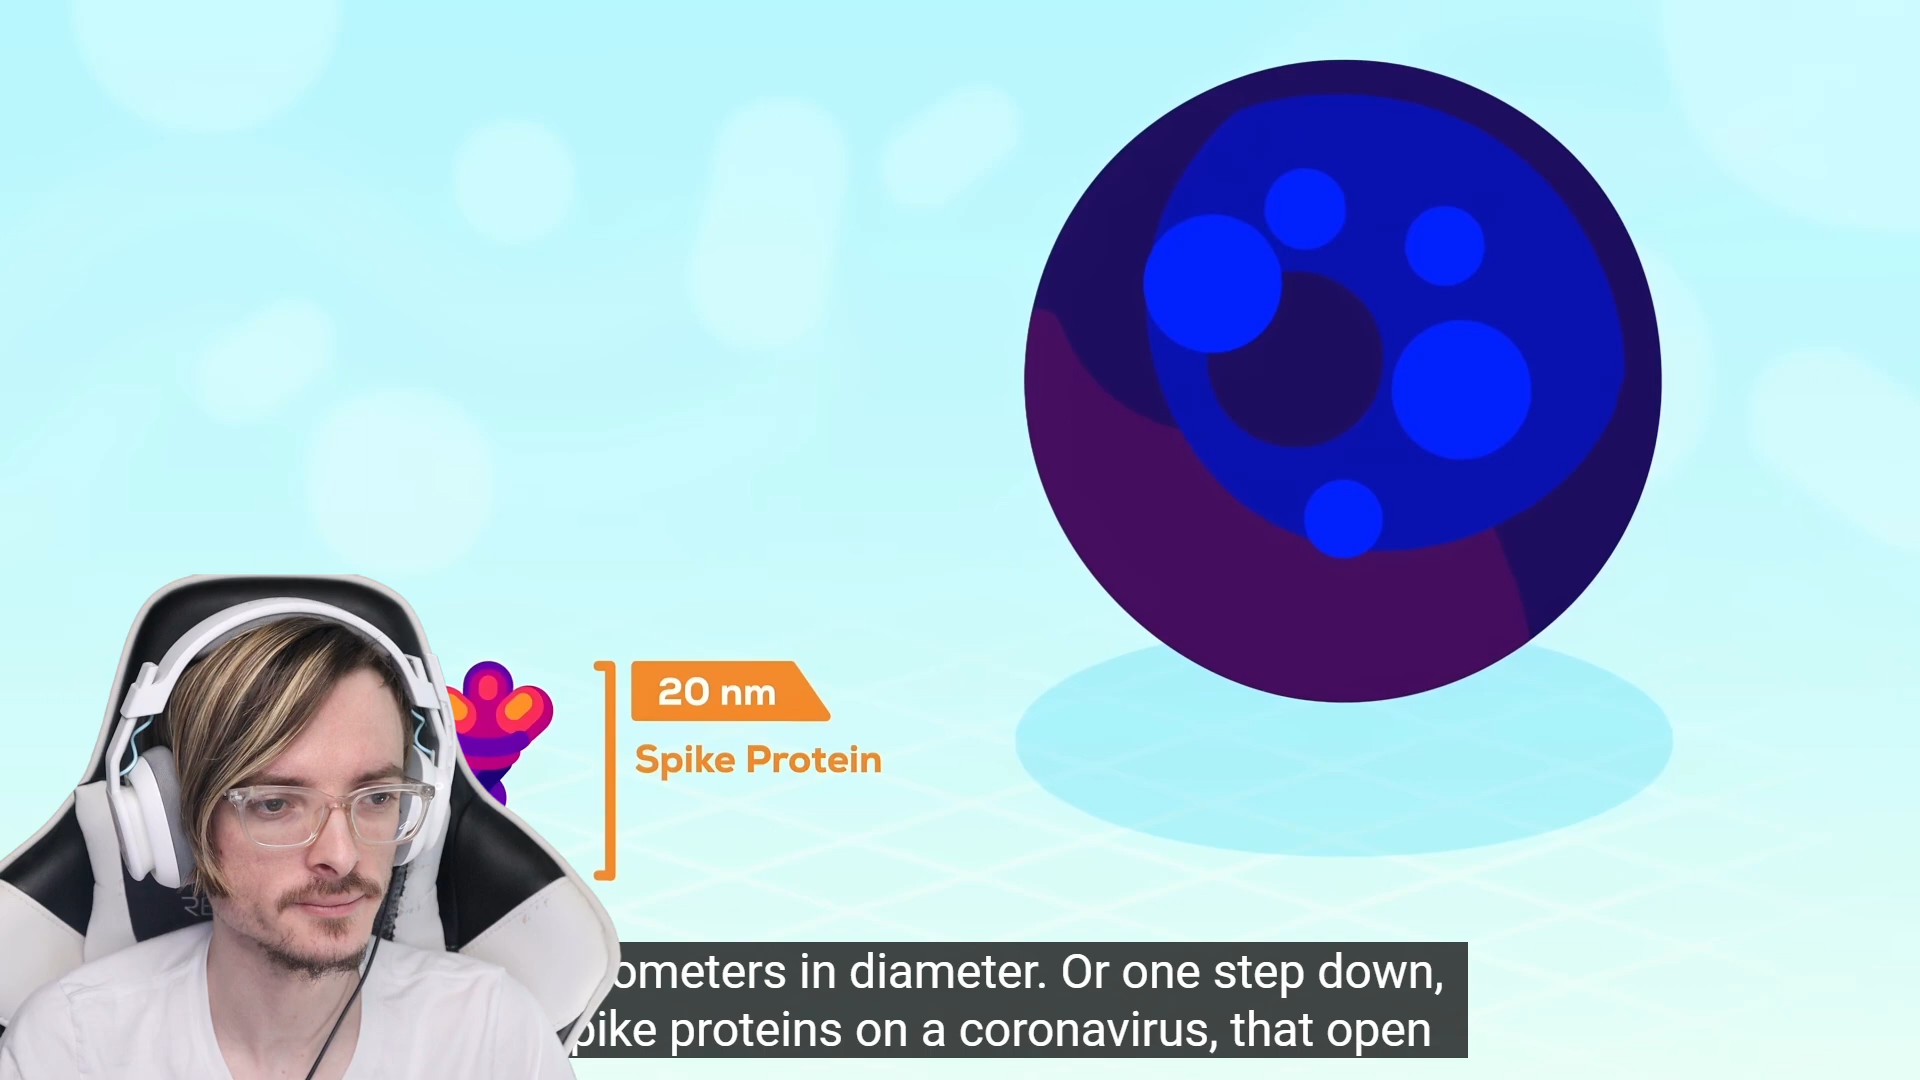 20 nm
Spike Protein
ometers in diameter. Or one step down,
pike proteins on a coronavirus, that open